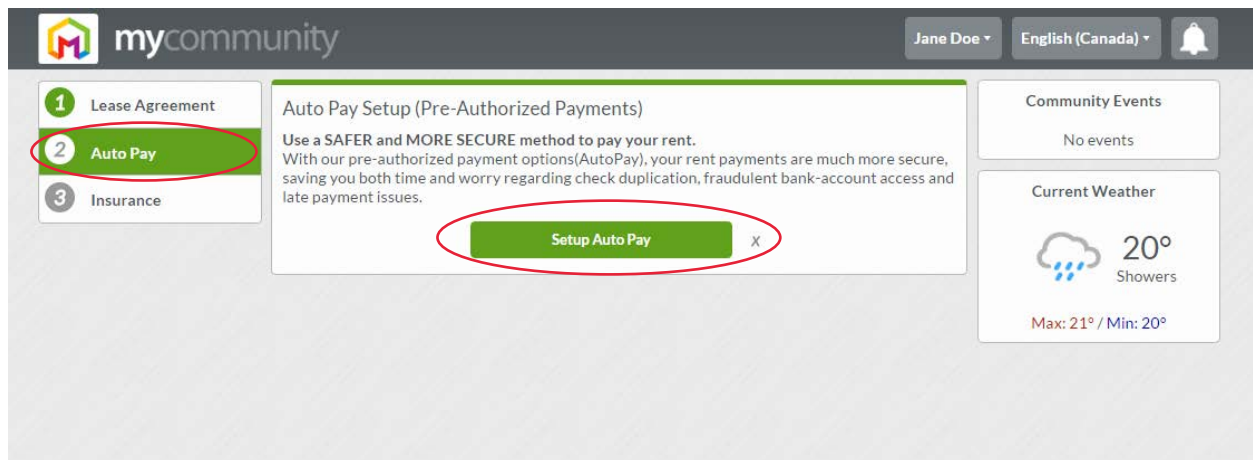 mycommunity
Jane Doe
English (Canada)
1 Lease Agreement
2 Auto Pay
3 Insurance
Auto Pay Setup (Pre-Authorized Payments)
Use a SAFER and MORE SECURE method to pay your rent.
With our pre-authorized payment options(AutoPay), your rent payments are much more secure,
saving you both time and worry regarding check duplication, fraudulent bank-account access and
late payment issues.
Setup Auto Pay x
Community Events
No events
Current Weather
20°
Showers
Max: 21° / Min: 20°